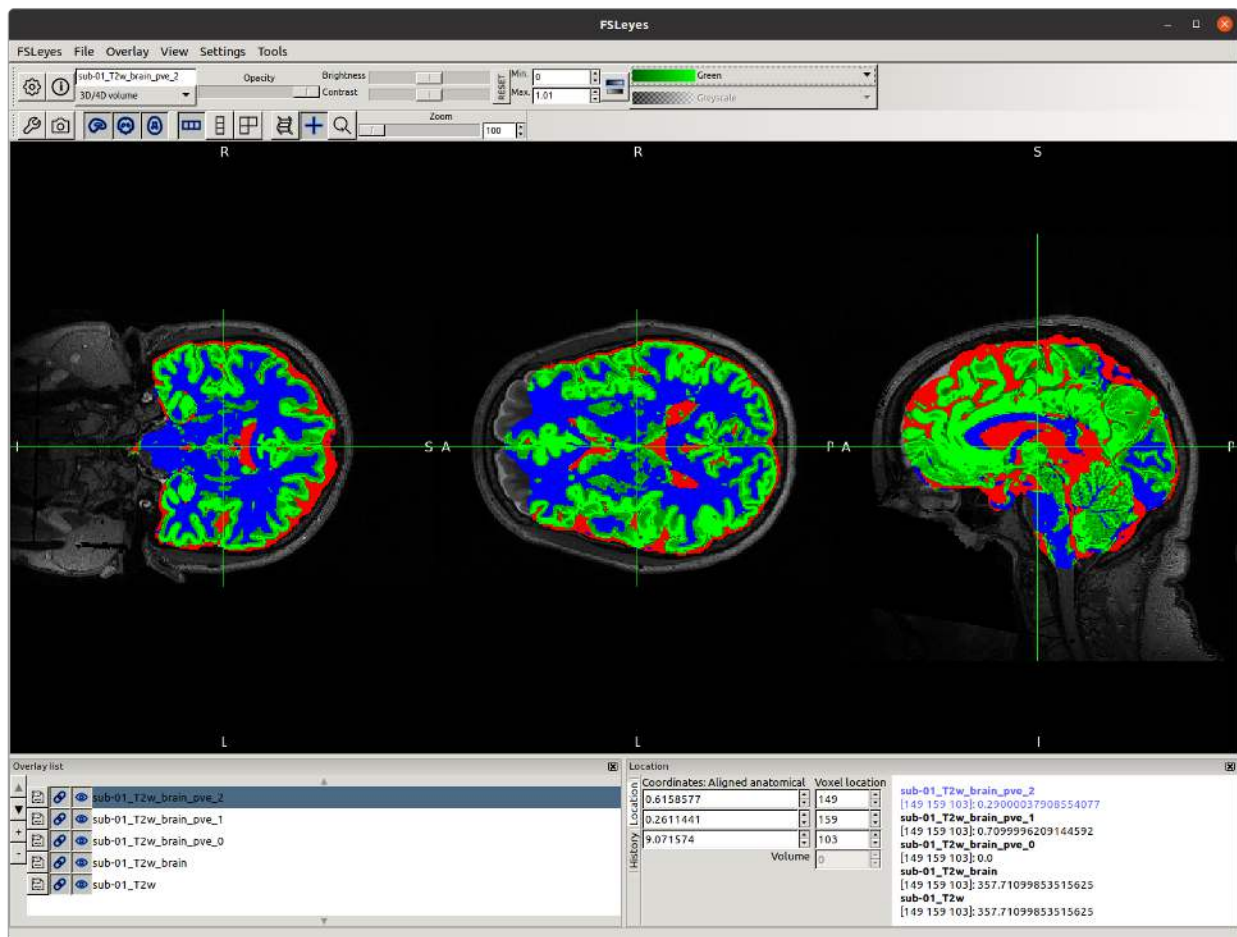 FSLeyes
FSLeyes File Overlay View Settings Tools
sub-01_T2w_brain_pve_2
3D/4D volume
Opacity
Brightness
Contrast
RESET
Min. 0
Max. 1.01
Green
Greyscale
Zoom
100
R R S
I S A P A P
L L I
Overlay list
sub-01_T2w_brain_pve_2
sub-01_T2w_brain_pve_1
sub-01_T2w_brain_pve_0
sub-01_T2w_brain
sub-01_T2w
Location
Location
History
Coordinates: Aligned anatomical Voxel location
0.6158577 149
0.2611441 159
9.071574 103
Volume 0
sub-01_T2w_brain_pve_2
[149 159 103]: 0.29000037908554077
sub-01_T2w_brain_pve_1
[149 159 103]: 0.7099996209144592
sub-01_T2w_brain_pve_0
[149 159 103]: 0.0
sub-01_T2w_brain
[149 159 103]: 357.71099853515625
sub-01_T2w
[149 159 103]: 357.71099853515625